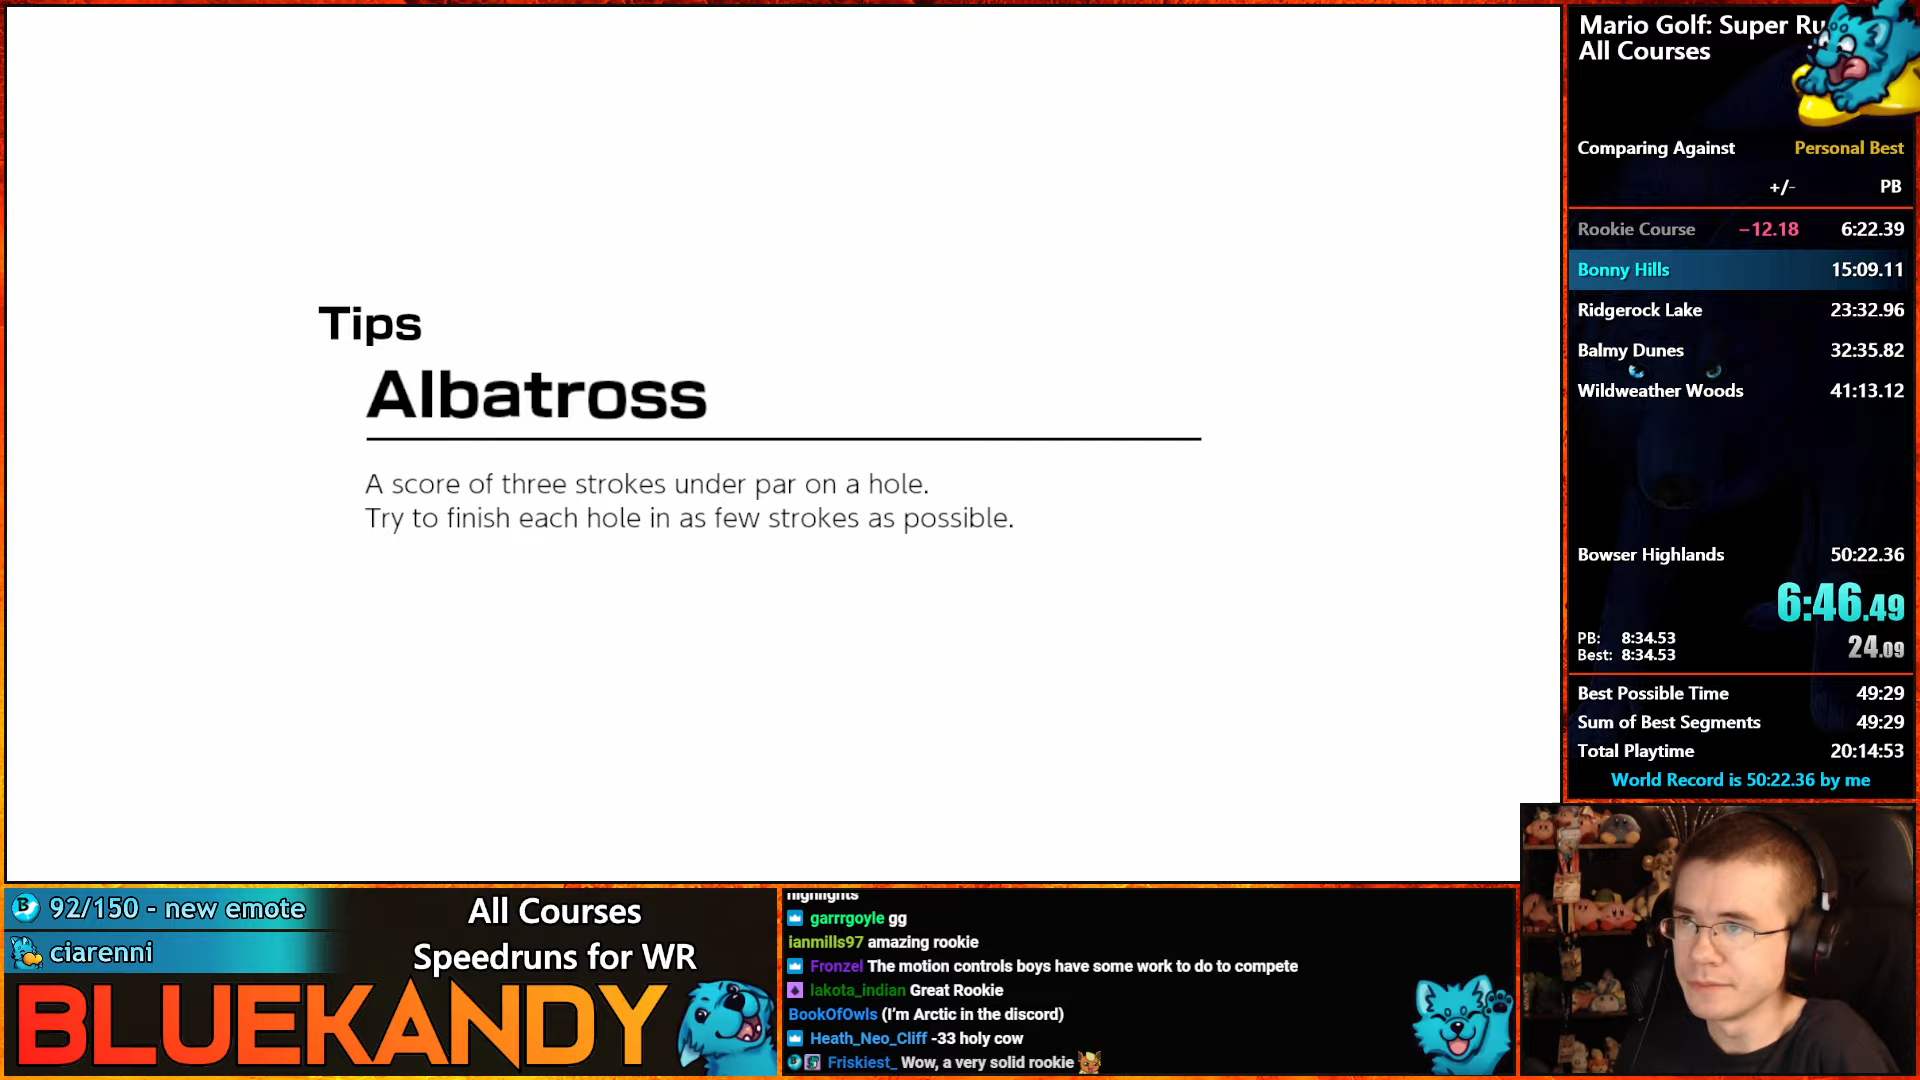 Tips
Albatross
A score of three strokes under par on a hole.
Try to finish each hole in as few strokes as possible.
Mario Golf: Super Ru
All Courses
Comparing Against Personal Best
+/- PB
Rookie Course −12.18 6:22.39
Bonny Hills 15:09.11
Ridgerock Lake 23:32.96
Balmy Dunes 32:35.82
Wildweather Woods 41:13.12
Bowser Highlands 50:22.36
6:46.49
PB: 8:34.53
24.09
Best: 8:34.53
Best Possible Time 49:29
Sum of Best Segments 49:29
Total Playtime 20:14:53
World Record is 50:22.36 by me
92/150 - new emote
ciarenni
All Courses
Speedruns for WR
BLUEKANDY
highlights
garrrgoyle gg
ianmills97 amazing rookie
Fronzel The motion controls boys have some work to do to compete
lakota_indian Great Rookie
BookOfOwls (I'm Arctic in the discord)
Heath_Neo_Cliff -33 holy cow
Friskiest_ Wow, a very solid rookie